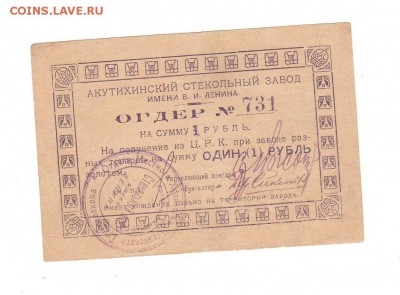 COINS.ЛАВЕ.RU
АКУТИХИНСКИЙ СТЕКОЛЬНЫЙ ЗАВОД
ИМЕНИ В. И. ЛЕНИНА
ОРДЕР № 731
НА СУММУ 1 РУБЛЬ.
На получение из Ц. Р. К. при заводе раз-
ных товаров на сумму ОДИН (1) РУБЛЬ
золотом.
Управляющий заводом
Бухгалтер
ТОЛЬКО НА ТЕРРИТОРИИ ЗАВОДА.